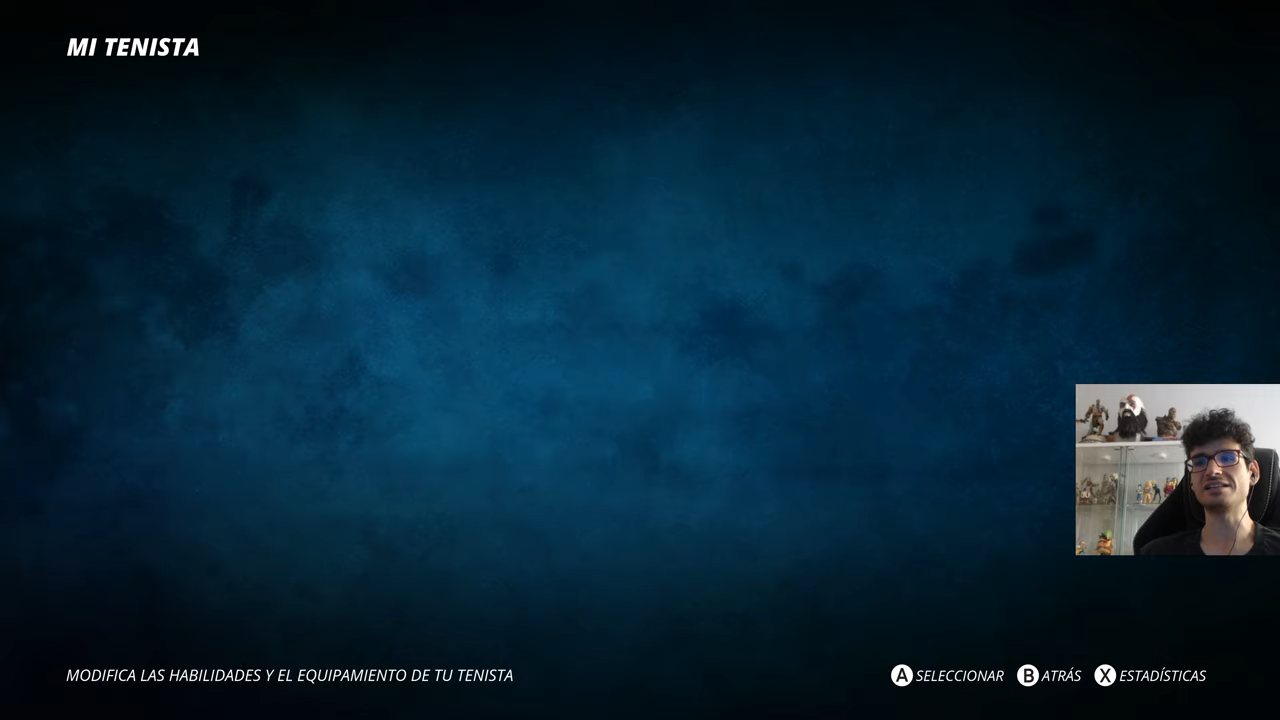 MI TENISTA
MODIFICA LAS HABILIDADES Y EL EQUIPAMIENTO DE TU TENISTA
A SELECCIONAR B ATRÁS X ESTADÍSTICAS